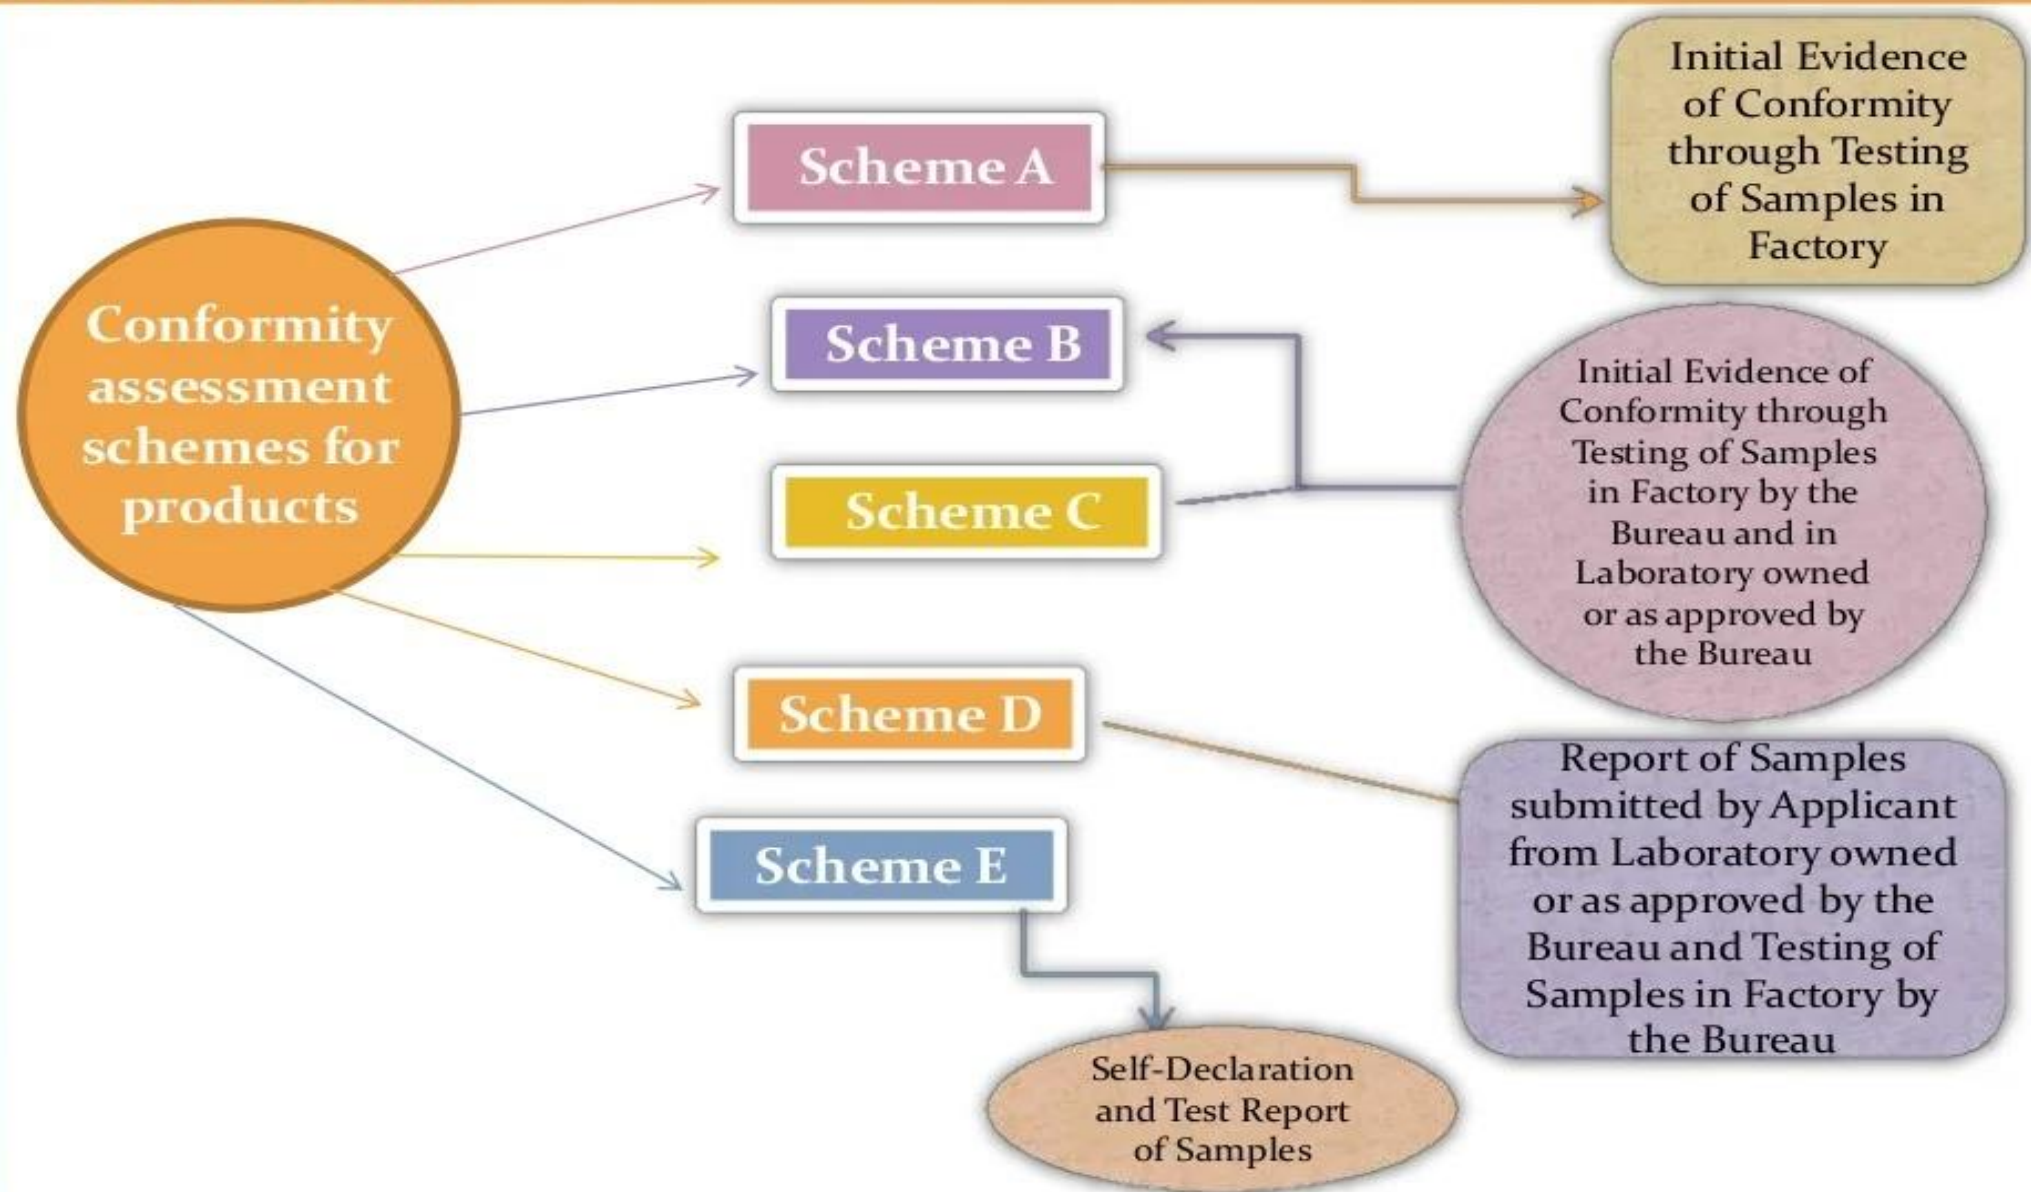 Conformity
assessment
schemes for
products
Scheme A
Initial Evidence
of Conformity
through Testing
of Samples in
Factory
Scheme B
Scheme C
Initial Evidence of
Conformity through
Testing of Samples
in Factory by the
Bureau and in
Laboratory owned
or as approved by
the Bureau
Scheme D
Report of Samples
submitted by Applicant
from Laboratory owned
or as approved by the
Bureau and Testing of
Samples in Factory by
the Bureau
Scheme E
Self-Declaration
and Test Report
of Samples